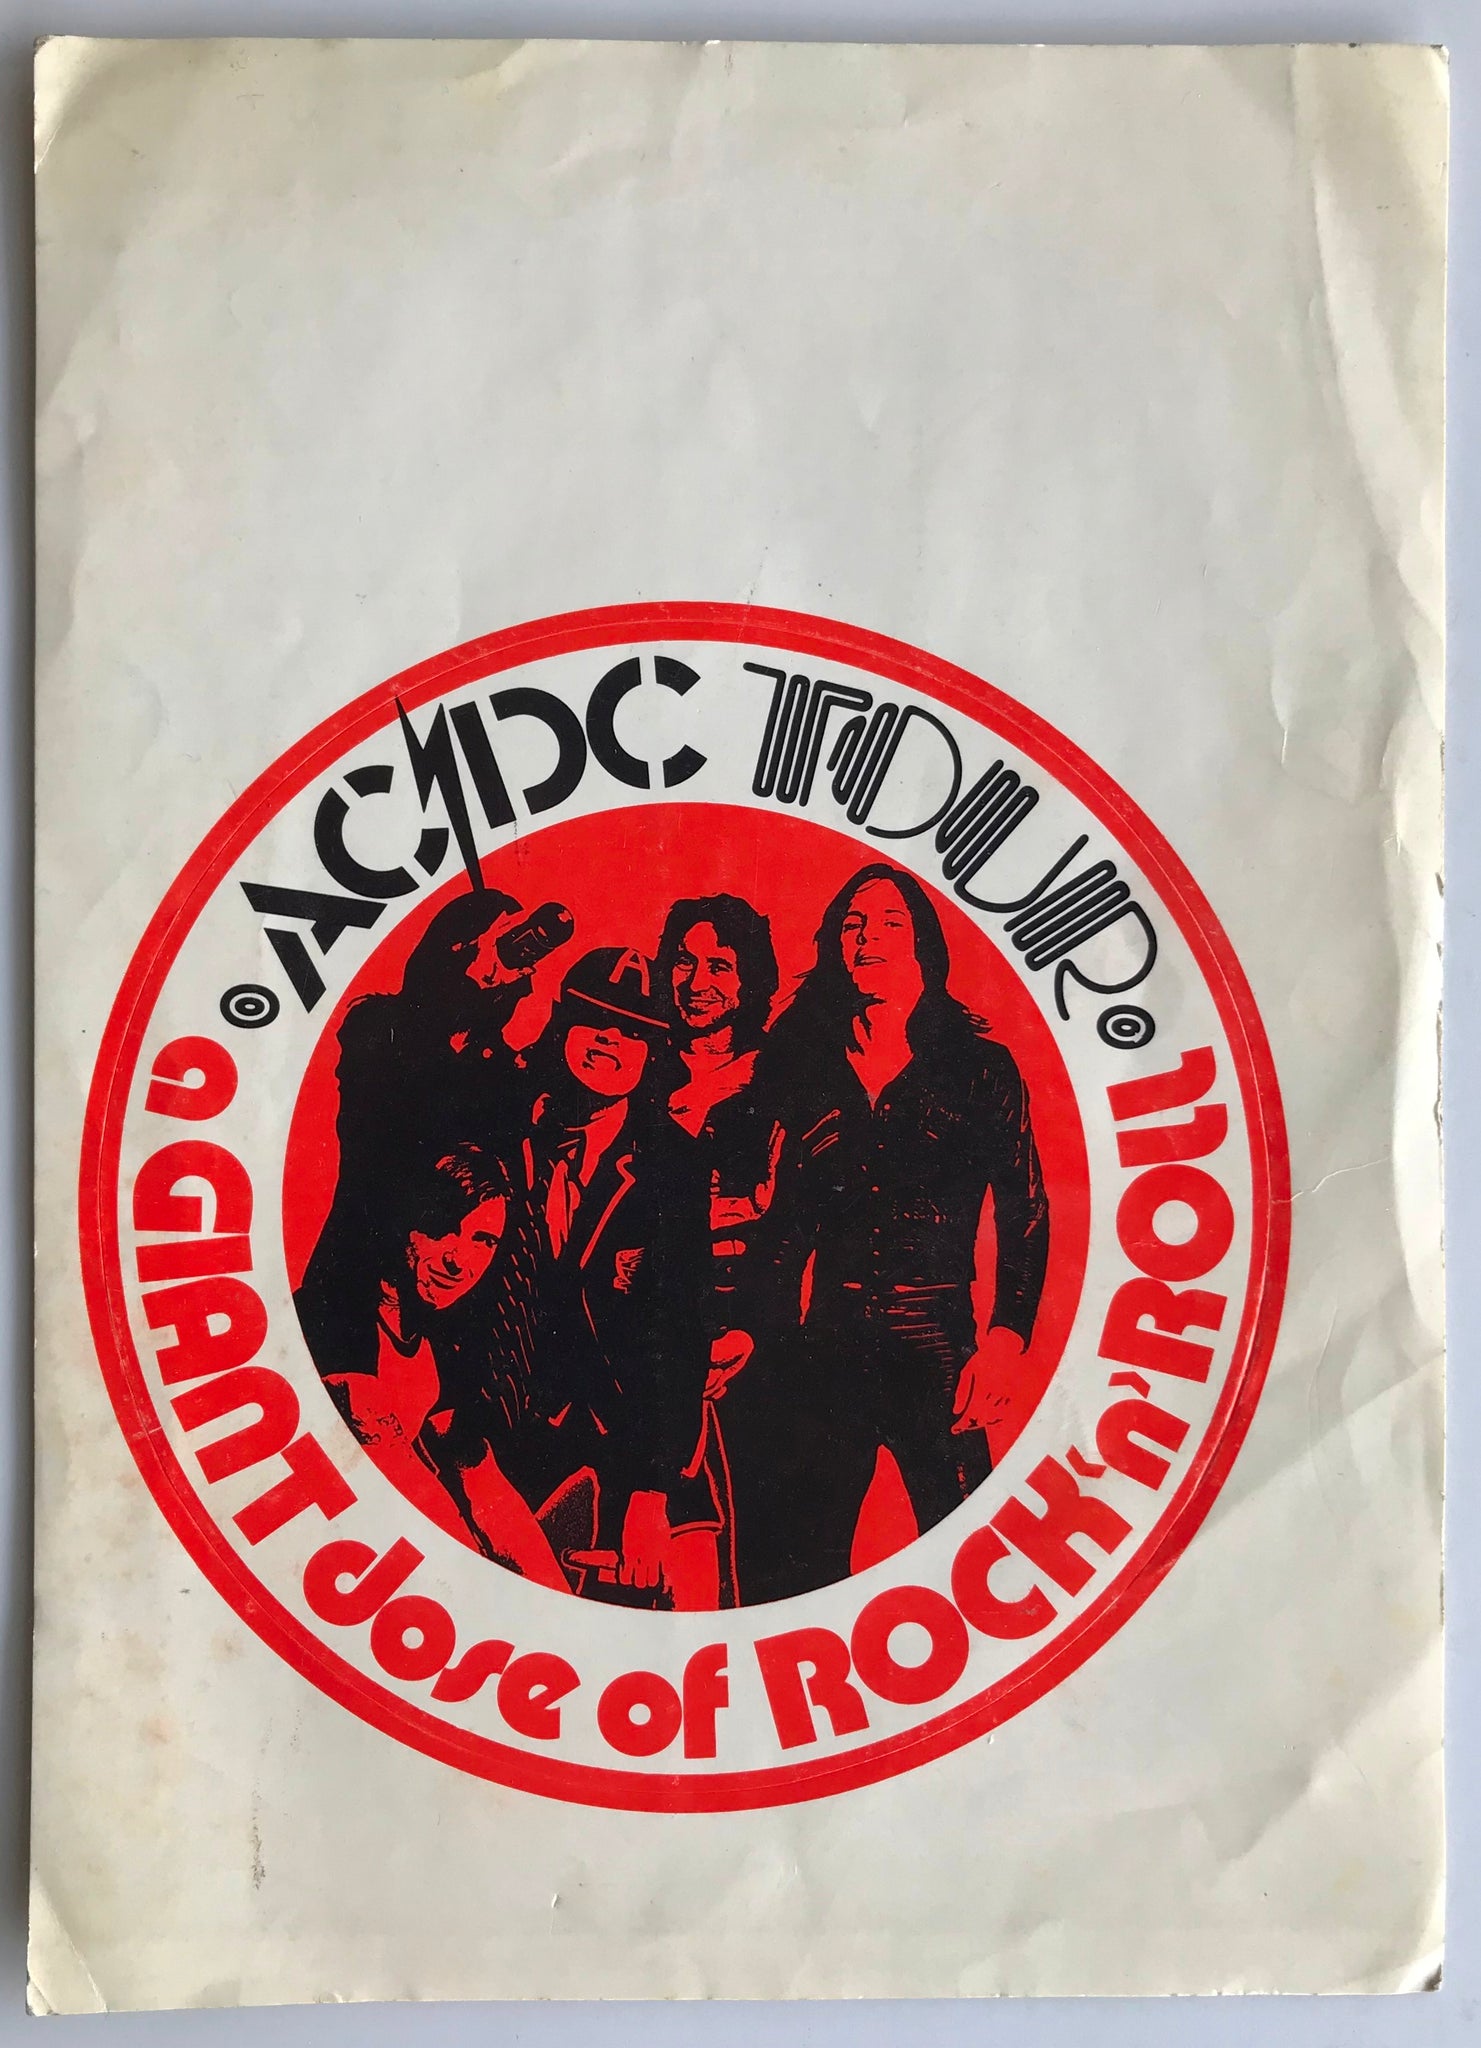 AC/DC TOUR
a GIANT dose of ROCK'n'ROLL
A